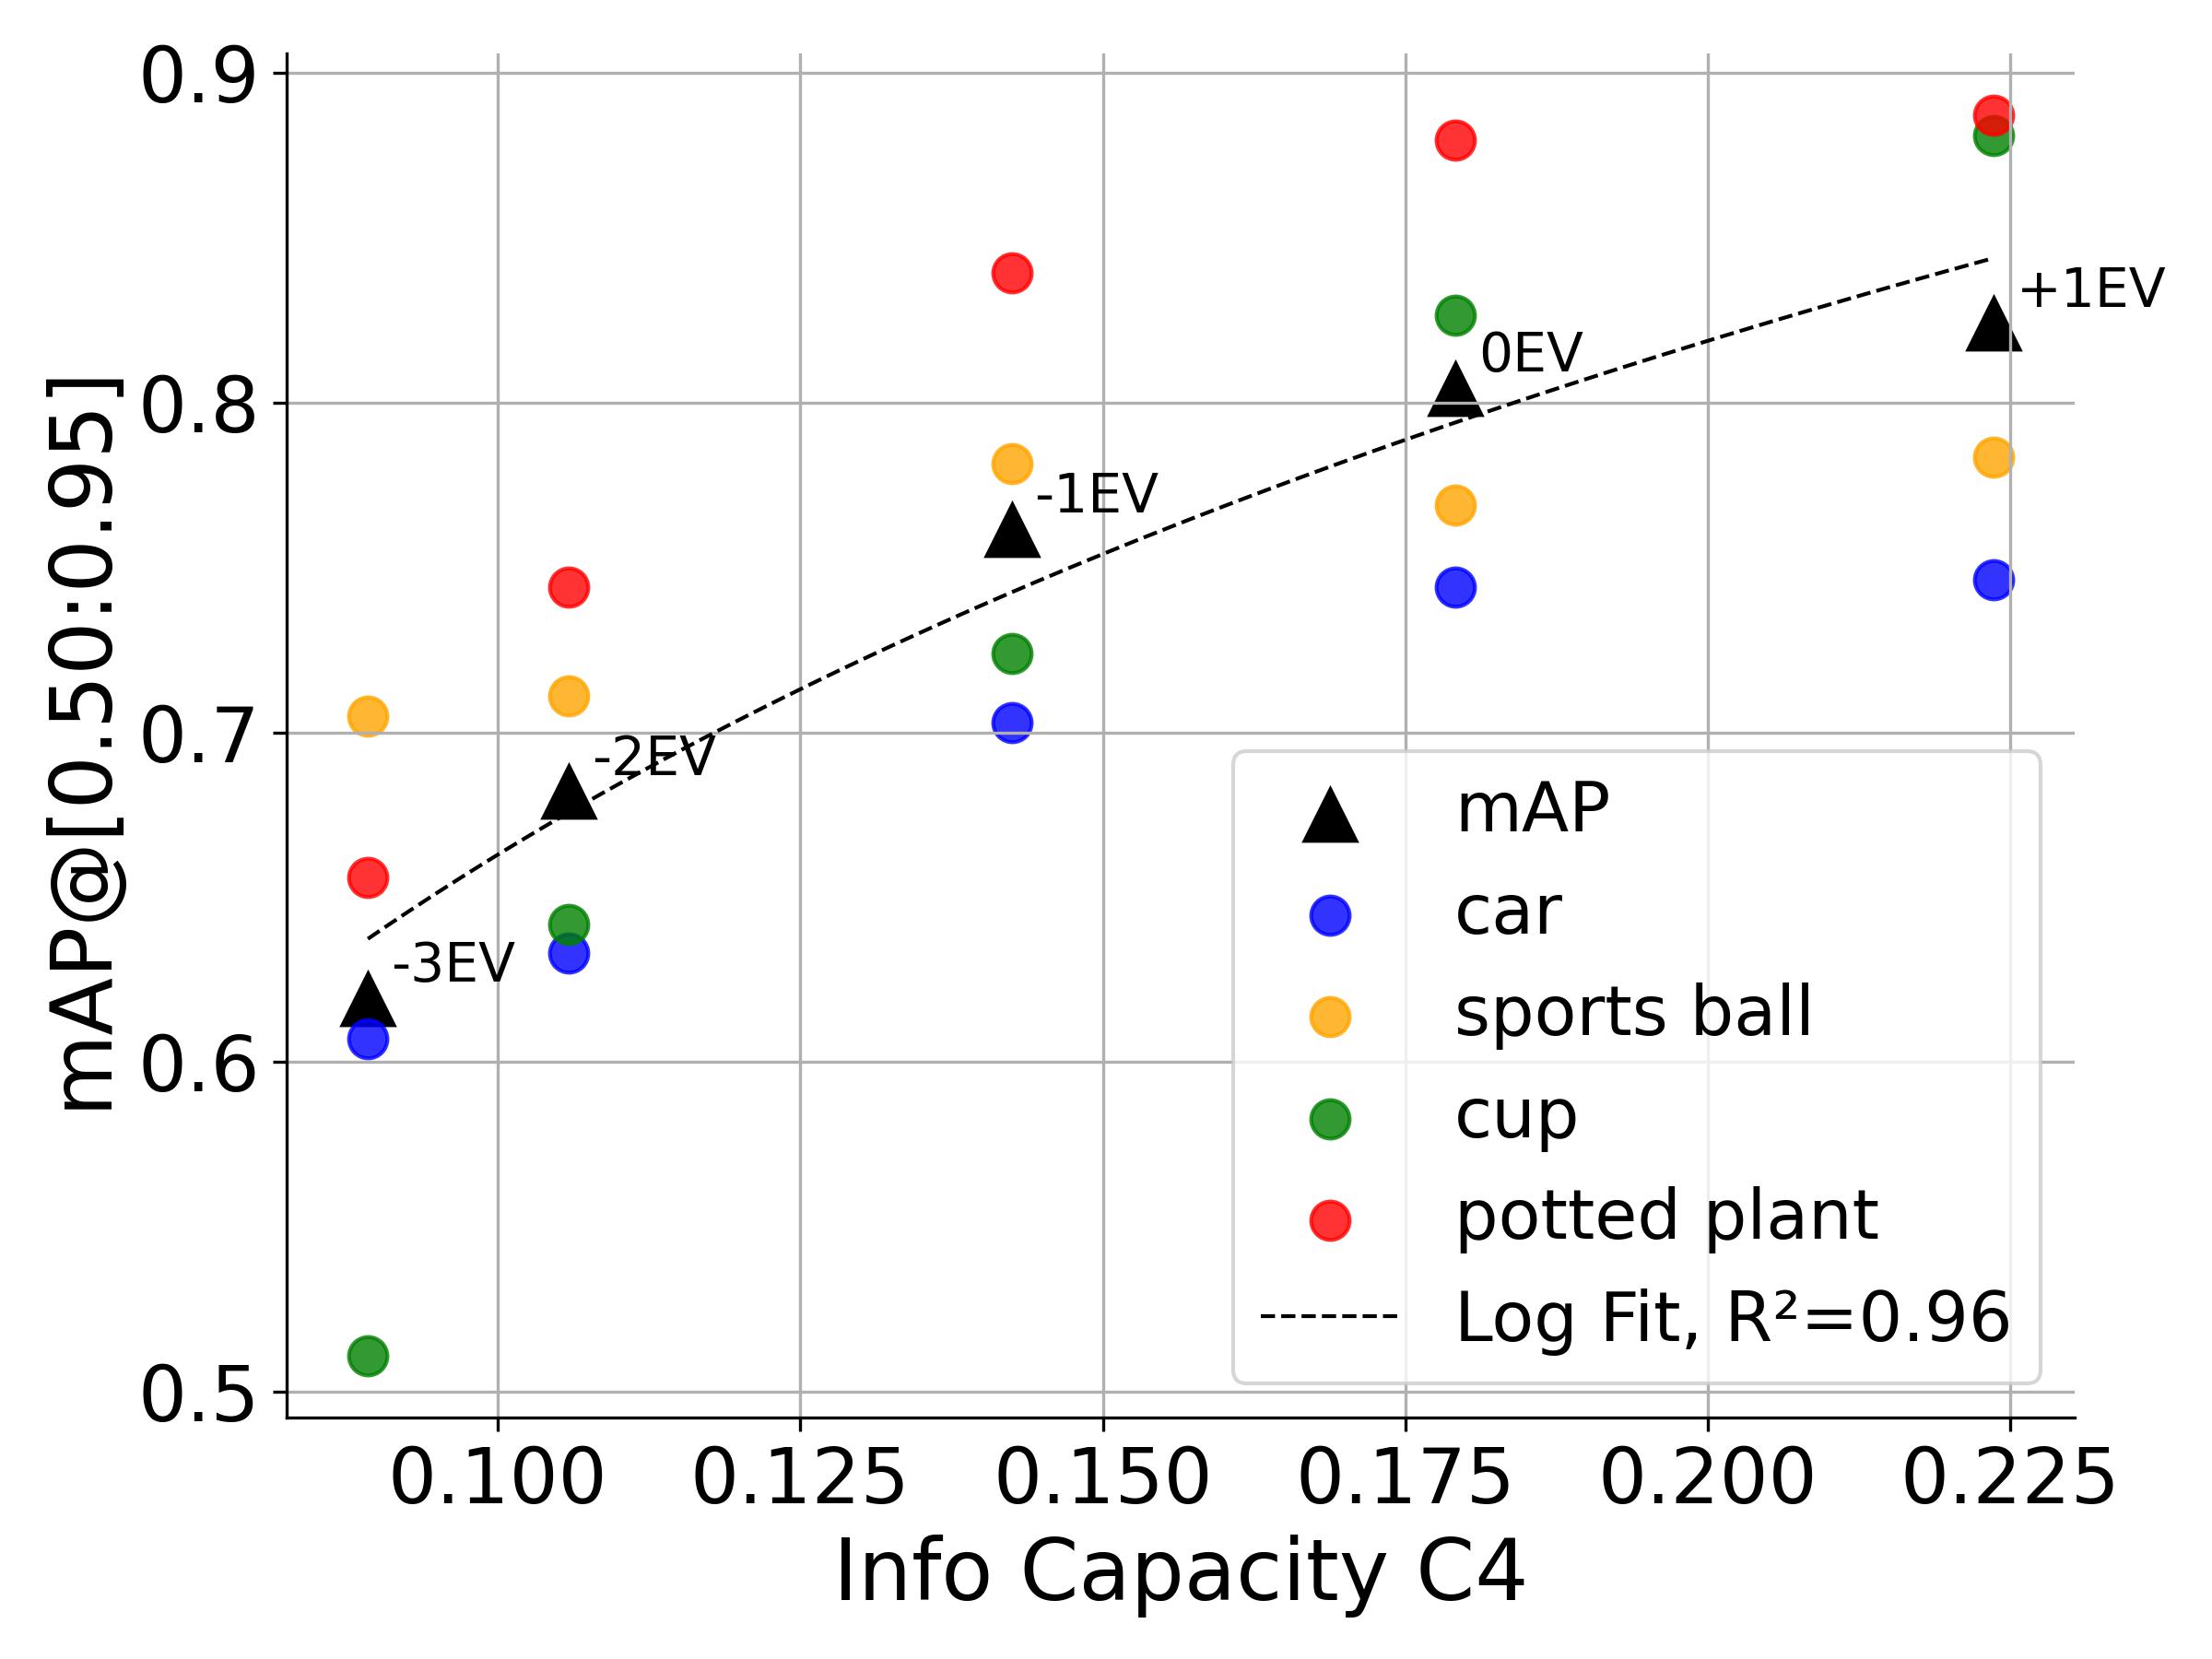 mAP@[0.50:0.95]
0.9
0.8
0.7
0.6
0.5
+1EV
0EV
-1EV
-2EV
-3EV
mAP
car
sports ball
cup
potted plant
Log Fit, R²=0.96
0.100 0.125 0.150 0.175 0.200 0.225
Info Capacity C4